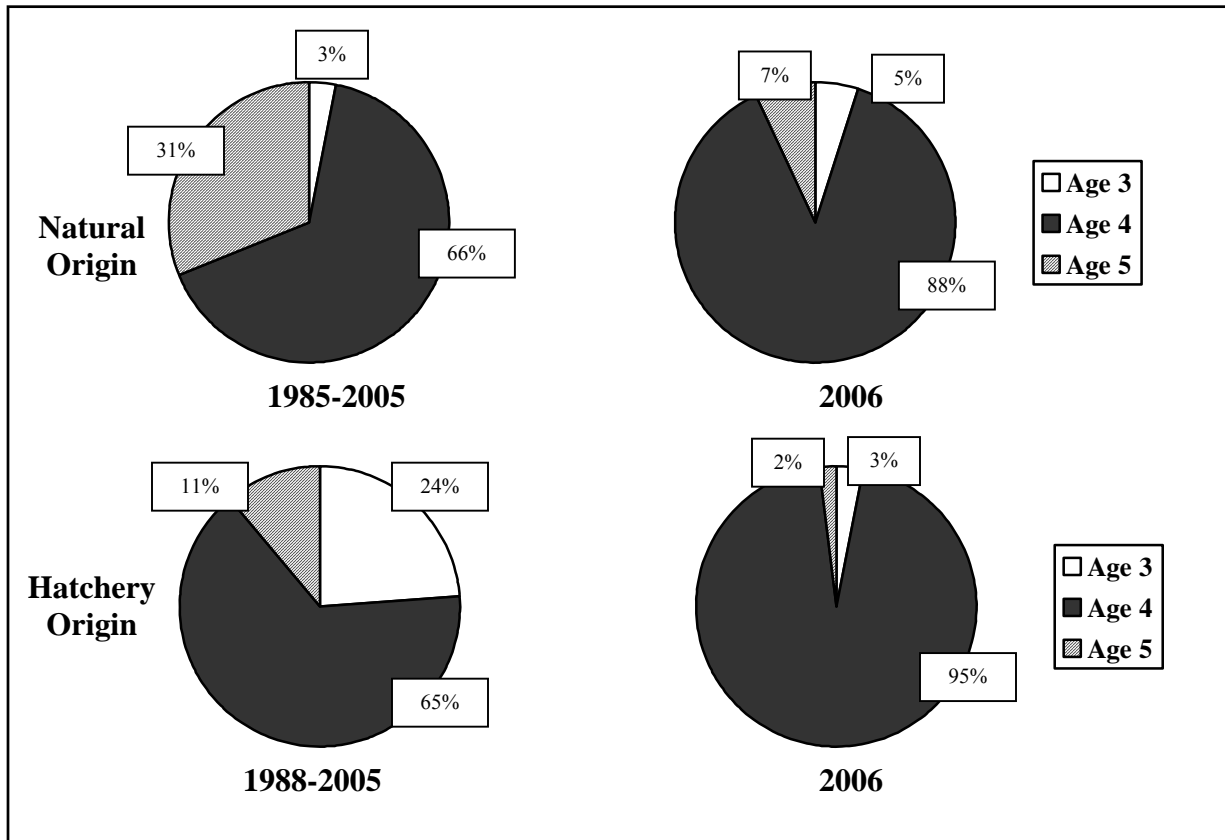 3%
31%
66%
Natural
Origin
1985-2005
7%
5%
88%
2006
Age 3
Age 4
Age 5
11%
24%
65%
Hatchery
Origin
1988-2005
2%
3%
95%
2006
Age 3
Age 4
Age 5